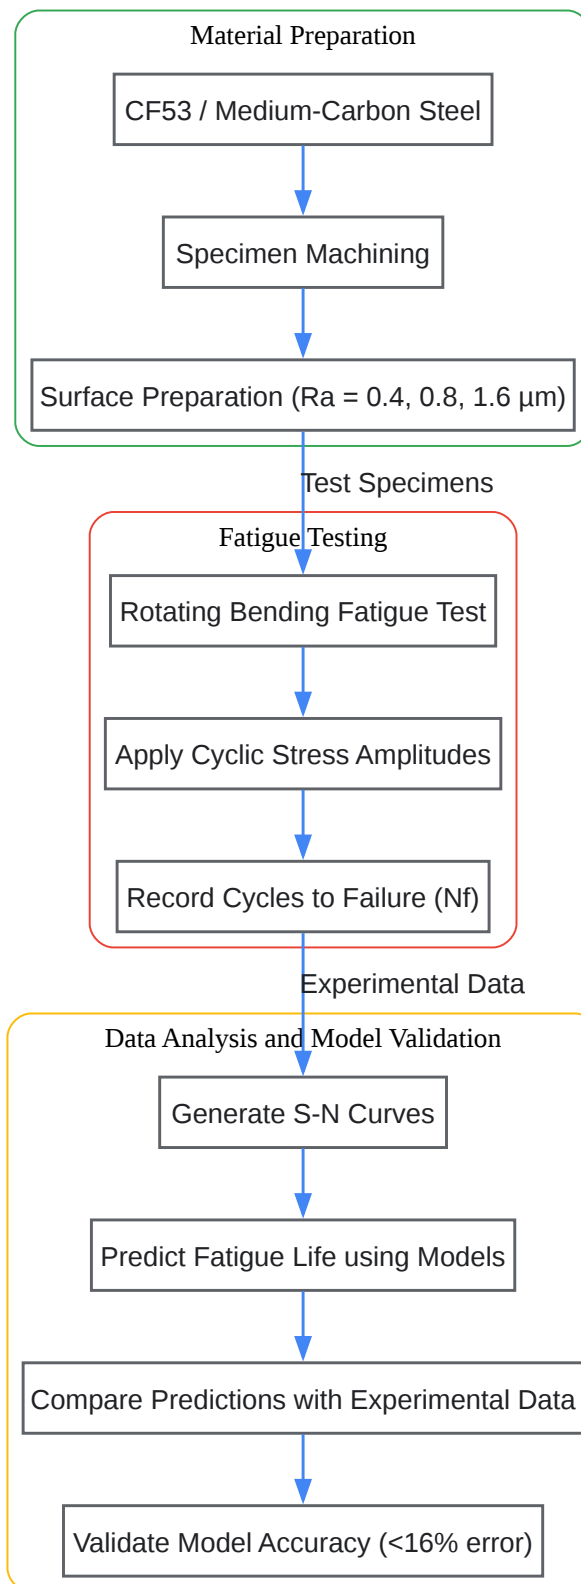 Material Preparation
CF53 / Medium-Carbon Steel
Specimen Machining
Surface Preparation (Ra = 0.4, 0.8, 1.6 µm)
Test Specimens
Fatigue Testing
Rotating Bending Fatigue Test
Apply Cyclic Stress Amplitudes
Record Cycles to Failure (Nf)
Experimental Data
Data Analysis and Model Validation
Generate S-N Curves
Predict Fatigue Life using Models
Compare Predictions with Experimental Data
Validate Model Accuracy (<16% error)